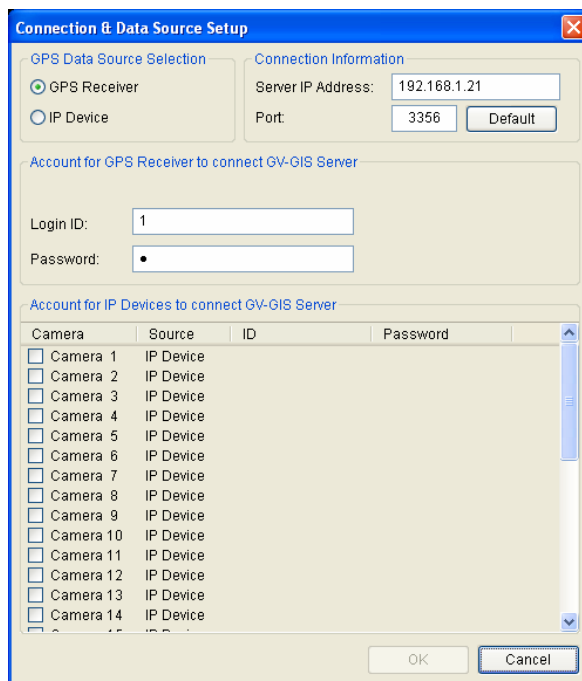 Connection & Data Source Setup
GPS Data Source Selection
GPS Receiver
IP Device
Connection Information
Server IP Address: 192.168.1.21
Port: 3356 Default
Account for GPS Receiver to connect GV-GIS Server
Login ID: 1
Password: •
Account for IP Devices to connect GV-GIS Server
Camera Source ID Password
Camera 1 IP Device
Camera 2 IP Device
Camera 3 IP Device
Camera 4 IP Device
Camera 5 IP Device
Camera 6 IP Device
Camera 7 IP Device
Camera 8 IP Device
Camera 9 IP Device
Camera 10 IP Device
Camera 11 IP Device
Camera 12 IP Device
Camera 13 IP Device
Camera 14 IP Device
OK Cancel